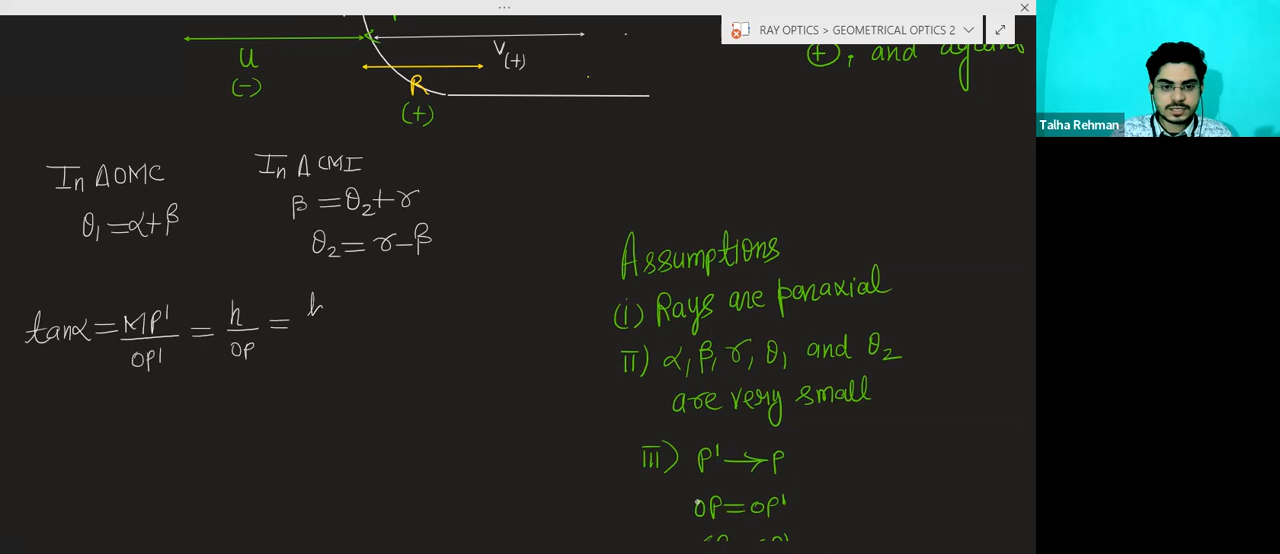 RAY OPTICS > GEOMETRICAL OPTICS 2
U
(-)
V(+)
R
(+)
(+), and against
Talha Rehman
In ΔOMC
θ₁ = α + β
In ΔCMI
β = θ₂ + r
θ₂ = r - β
tanα = MP'/OP' = h/OP = h
Assumptions
(i) Rays are paraxial
II) α, β, r, θ₁ and θ₂
are very small
III) P' → P
OP = OP'